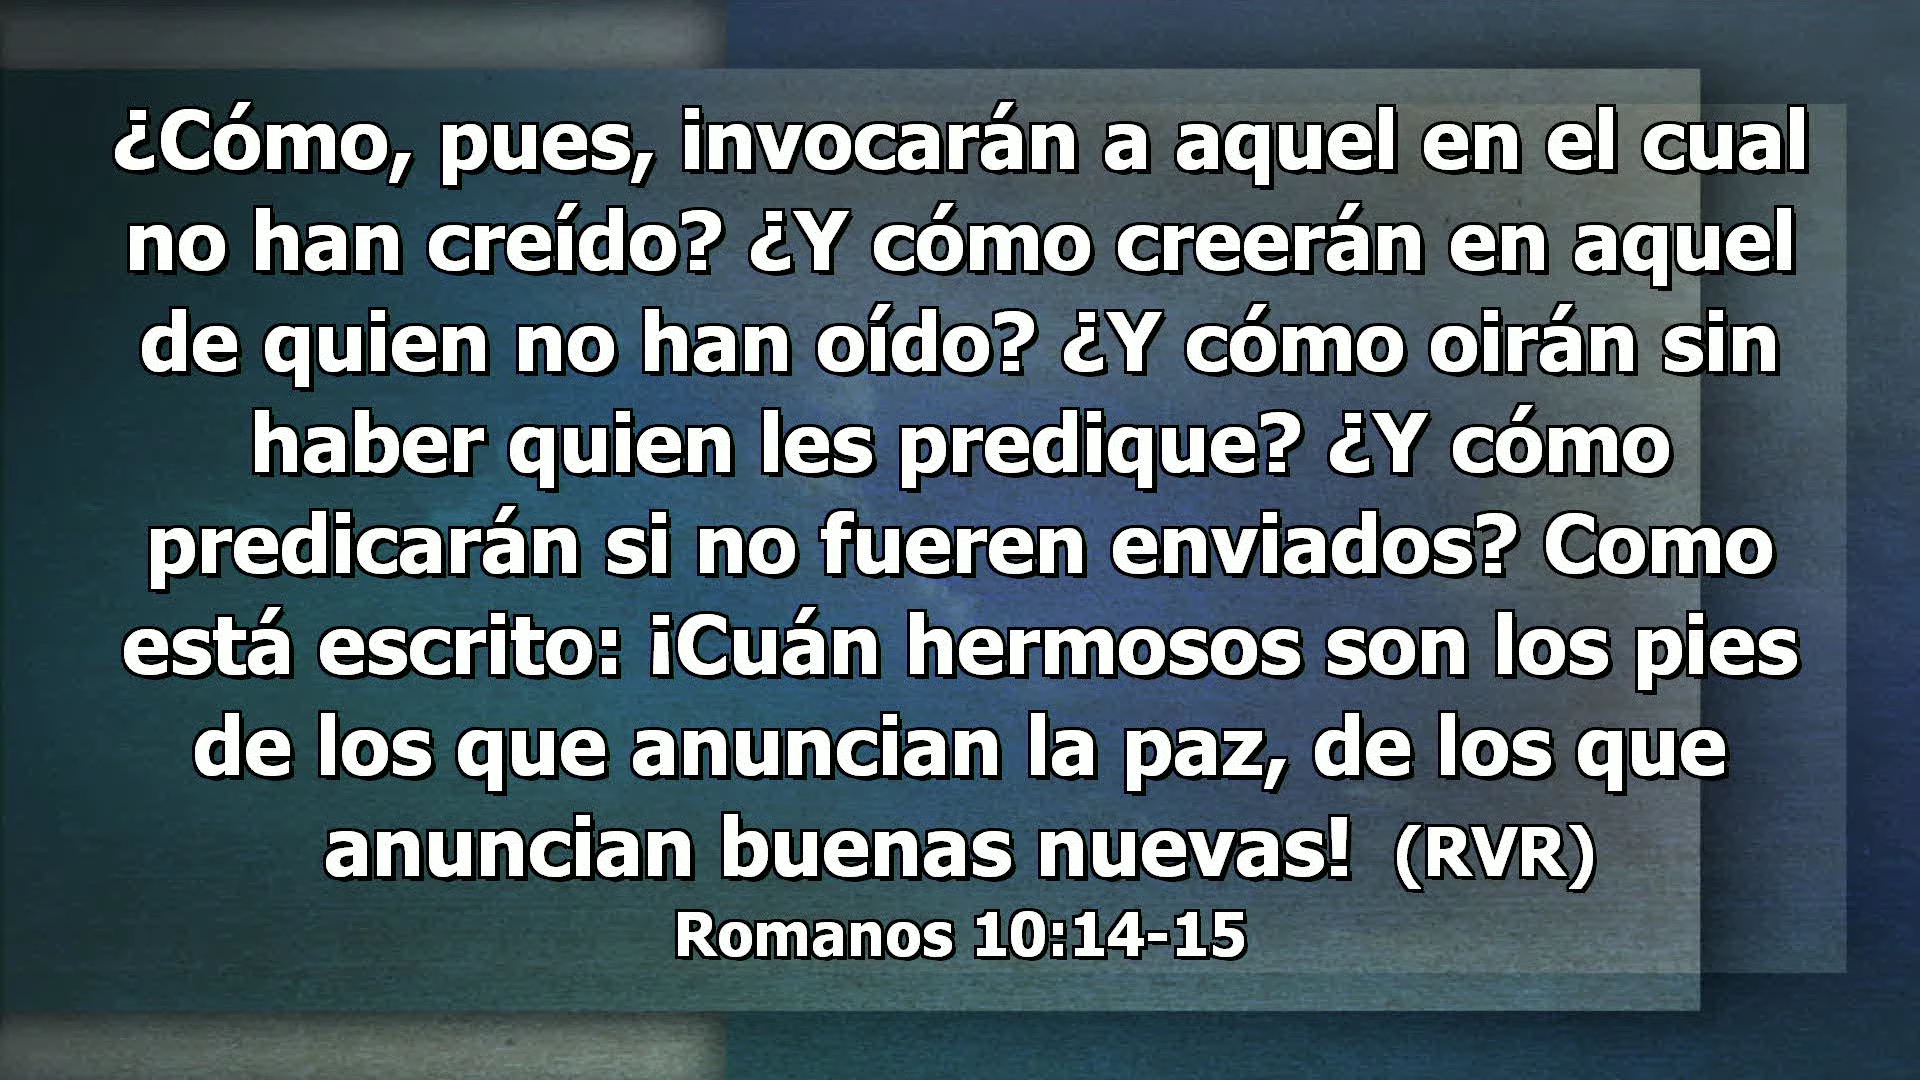 ¿Cómo, pues, invocarán a aquel en el cual
no han creído? ¿Y cómo creerán en aquel
de quien no han oído? ¿Y cómo oirán sin
haber quien les predique? ¿Y cómo
predicarán si no fueren enviados? Como
está escrito: ¡Cuán hermosos son los pies
de los que anuncian la paz, de los que
anuncian buenas nuevas! (RVR)
Romanos 10:14-15